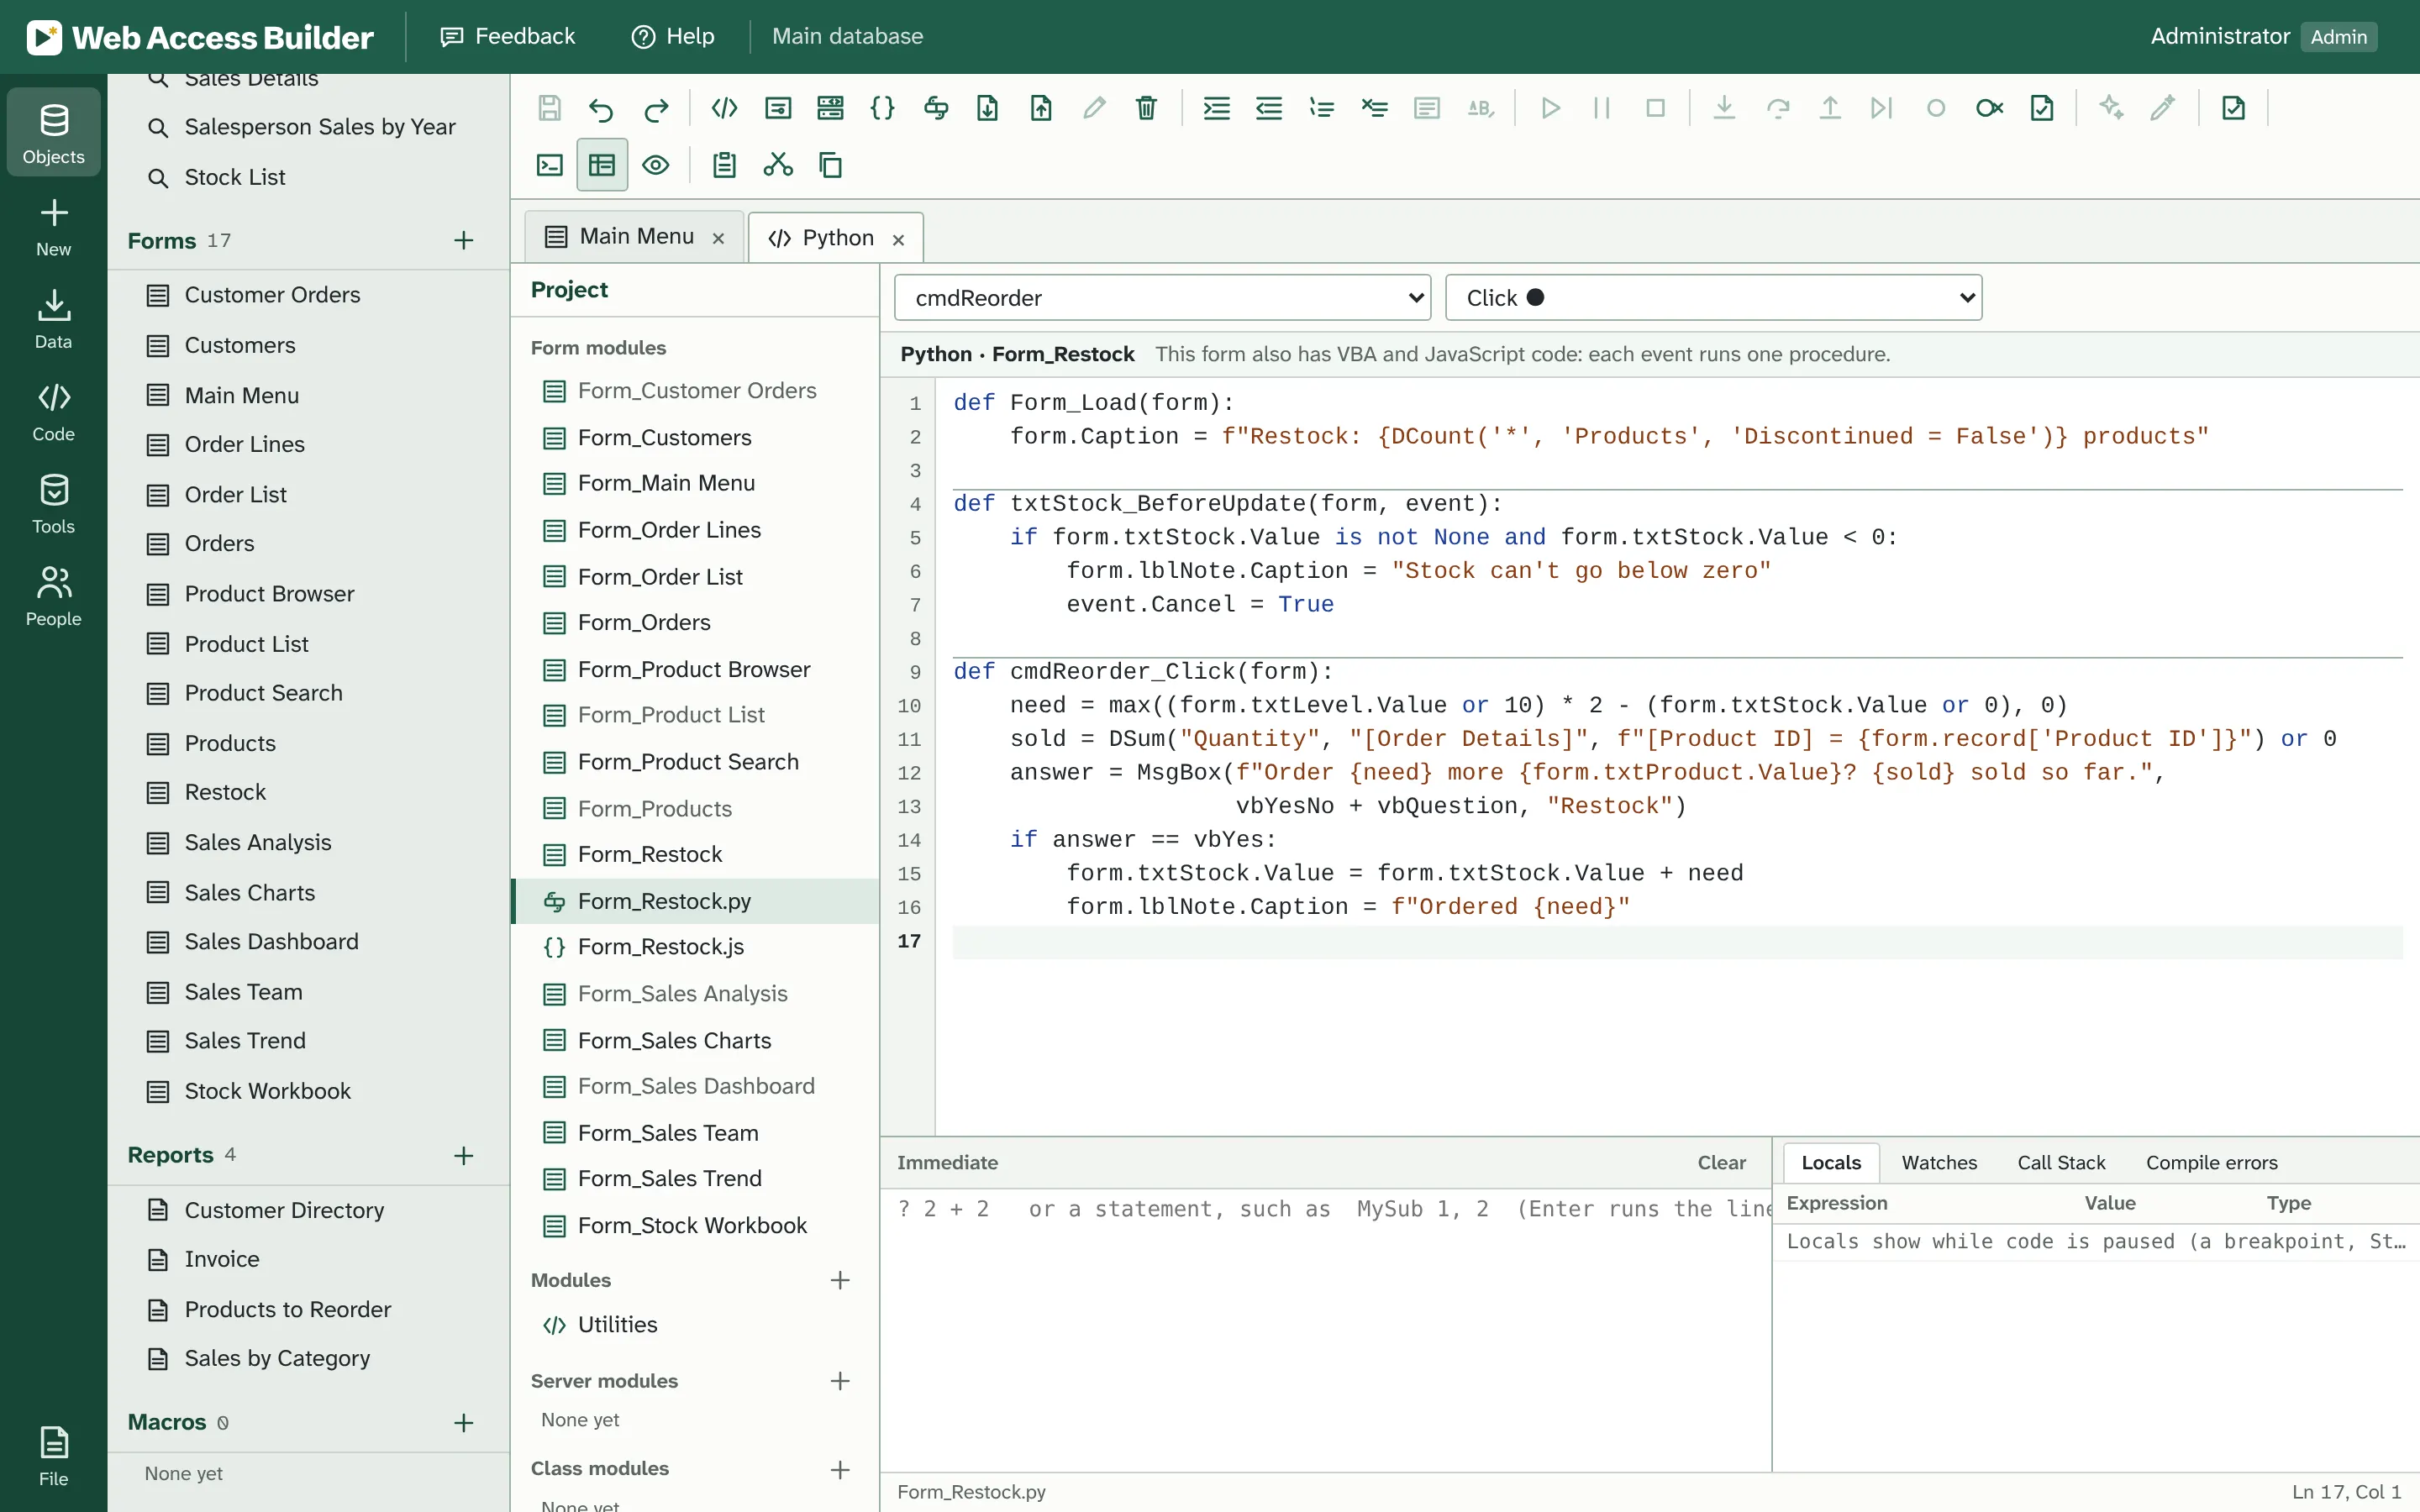 Web Access Builder
Feedback
Help
Main database
Administrator
Admin
Objects
New
Data
Code
Tools
People
File
Sales Details
Salesperson Sales by Year
Stock List
Forms 17
Customer Orders
Customers
Main Menu
Order Lines
Order List
Orders
Product Browser
Product List
Product Search
Products
Restock
Sales Analysis
Sales Charts
Sales Dashboard
Sales Team
Sales Trend
Stock Workbook
Reports 4
Customer Directory
Invoice
Products to Reorder
Sales by Category
Macros 0
None yet
Main Menu
Python
Project
Form modules
Form_Customer Orders
Form_Customers
Form_Main Menu
Form_Order Lines
Form_Order List
Form_Orders
Form_Product Browser
Form_Product List
Form_Product Search
Form_Products
Form_Restock
Form_Restock.py
Form_Restock.js
Form_Sales Analysis
Form_Sales Charts
Form_Sales Dashboard
Form_Sales Team
Form_Sales Trend
Form_Stock Workbook
Modules
Utilities
Server modules
None yet
Class modules
None yet
cmdReorder
Click ●
Python · Form_Restock This form also has VBA and JavaScript code: each event runs one procedure.
1 def Form_Load(form):
2     form.Caption = f"Restock: {DCount('*', 'Products', 'Discontinued = False')} products"
3
4 def txtStock_BeforeUpdate(form, event):
5     if form.txtStock.Value is not None and form.txtStock.Value < 0:
6         form.lblNote.Caption = "Stock can't go below zero"
7         event.Cancel = True
8
9 def cmdReorder_Click(form):
10     need = max((form.txtLevel.Value or 10) * 2 - (form.txtStock.Value or 0), 0)
11     sold = DSum("Quantity", "[Order Details]", f"[Product ID] = {form.record['Product ID']}") or 0
12     answer = MsgBox(f"Order {need} more {form.txtProduct.Value}? {sold} sold so far.",
13                     vbYesNo + vbQuestion, "Restock")
14     if answer == vbYes:
15         form.txtStock.Value = form.txtStock.Value + need
16         form.lblNote.Caption = f"Ordered {need}"
17
Immediate
Clear
? 2 + 2   or a statement, such as  MySub 1, 2  (Enter runs the line
Locals
Watches
Call Stack
Compile errors
Expression
Value
Type
Locals show while code is paused (a breakpoint, St…
Form_Restock.py
Ln 17, Col 1